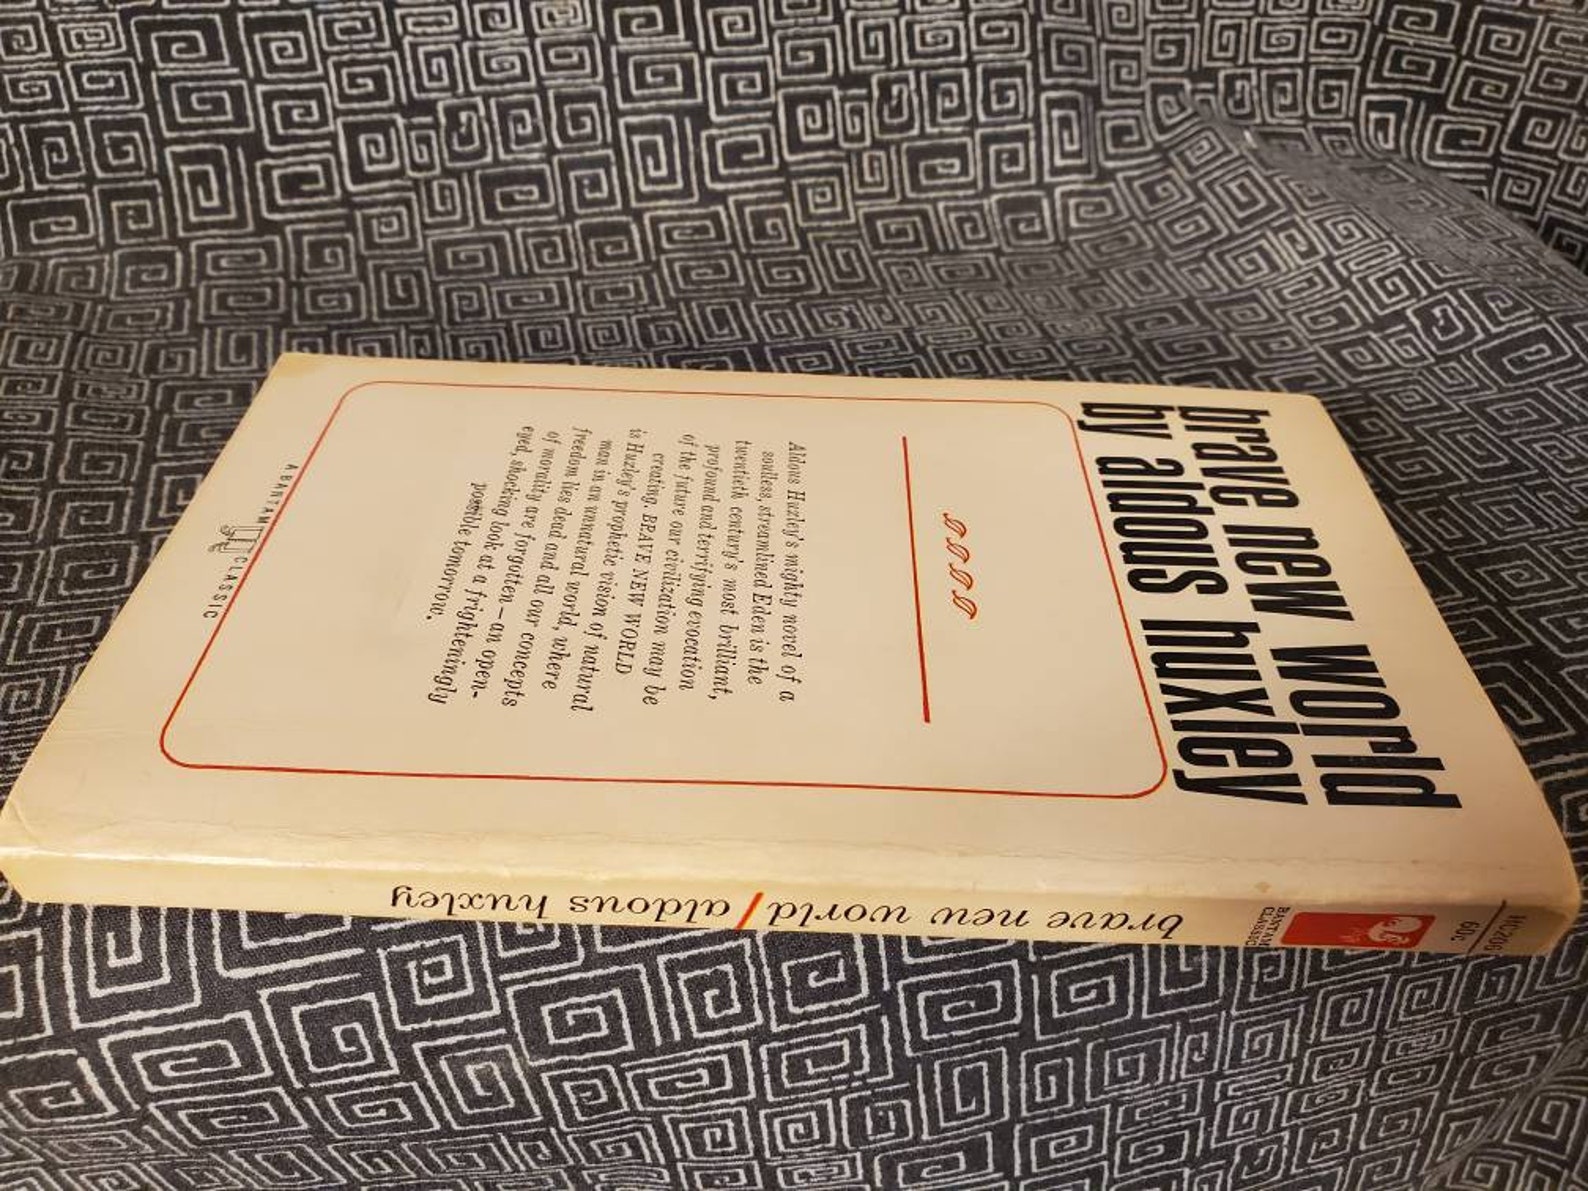 brave new world
by aldous huxley
Aldous Huxley's mighty novel of a
soulless, streamlined Eden is the
twentieth century's most brilliant,
profound and terrifying evocation
of the future our civilization may be
creating. BRAVE NEW WORLD
is Huxley's prophetic vision of natural
man in an unnatural world, where
freedom lies dead and all our concepts
of morality are forgotten—an open-
eyed, shocking look at a frighteningly
possible tomorrow.
A BANTAM CLASSIC
60c
BANTAM
CLASSIC
brave new world / aldous huxley